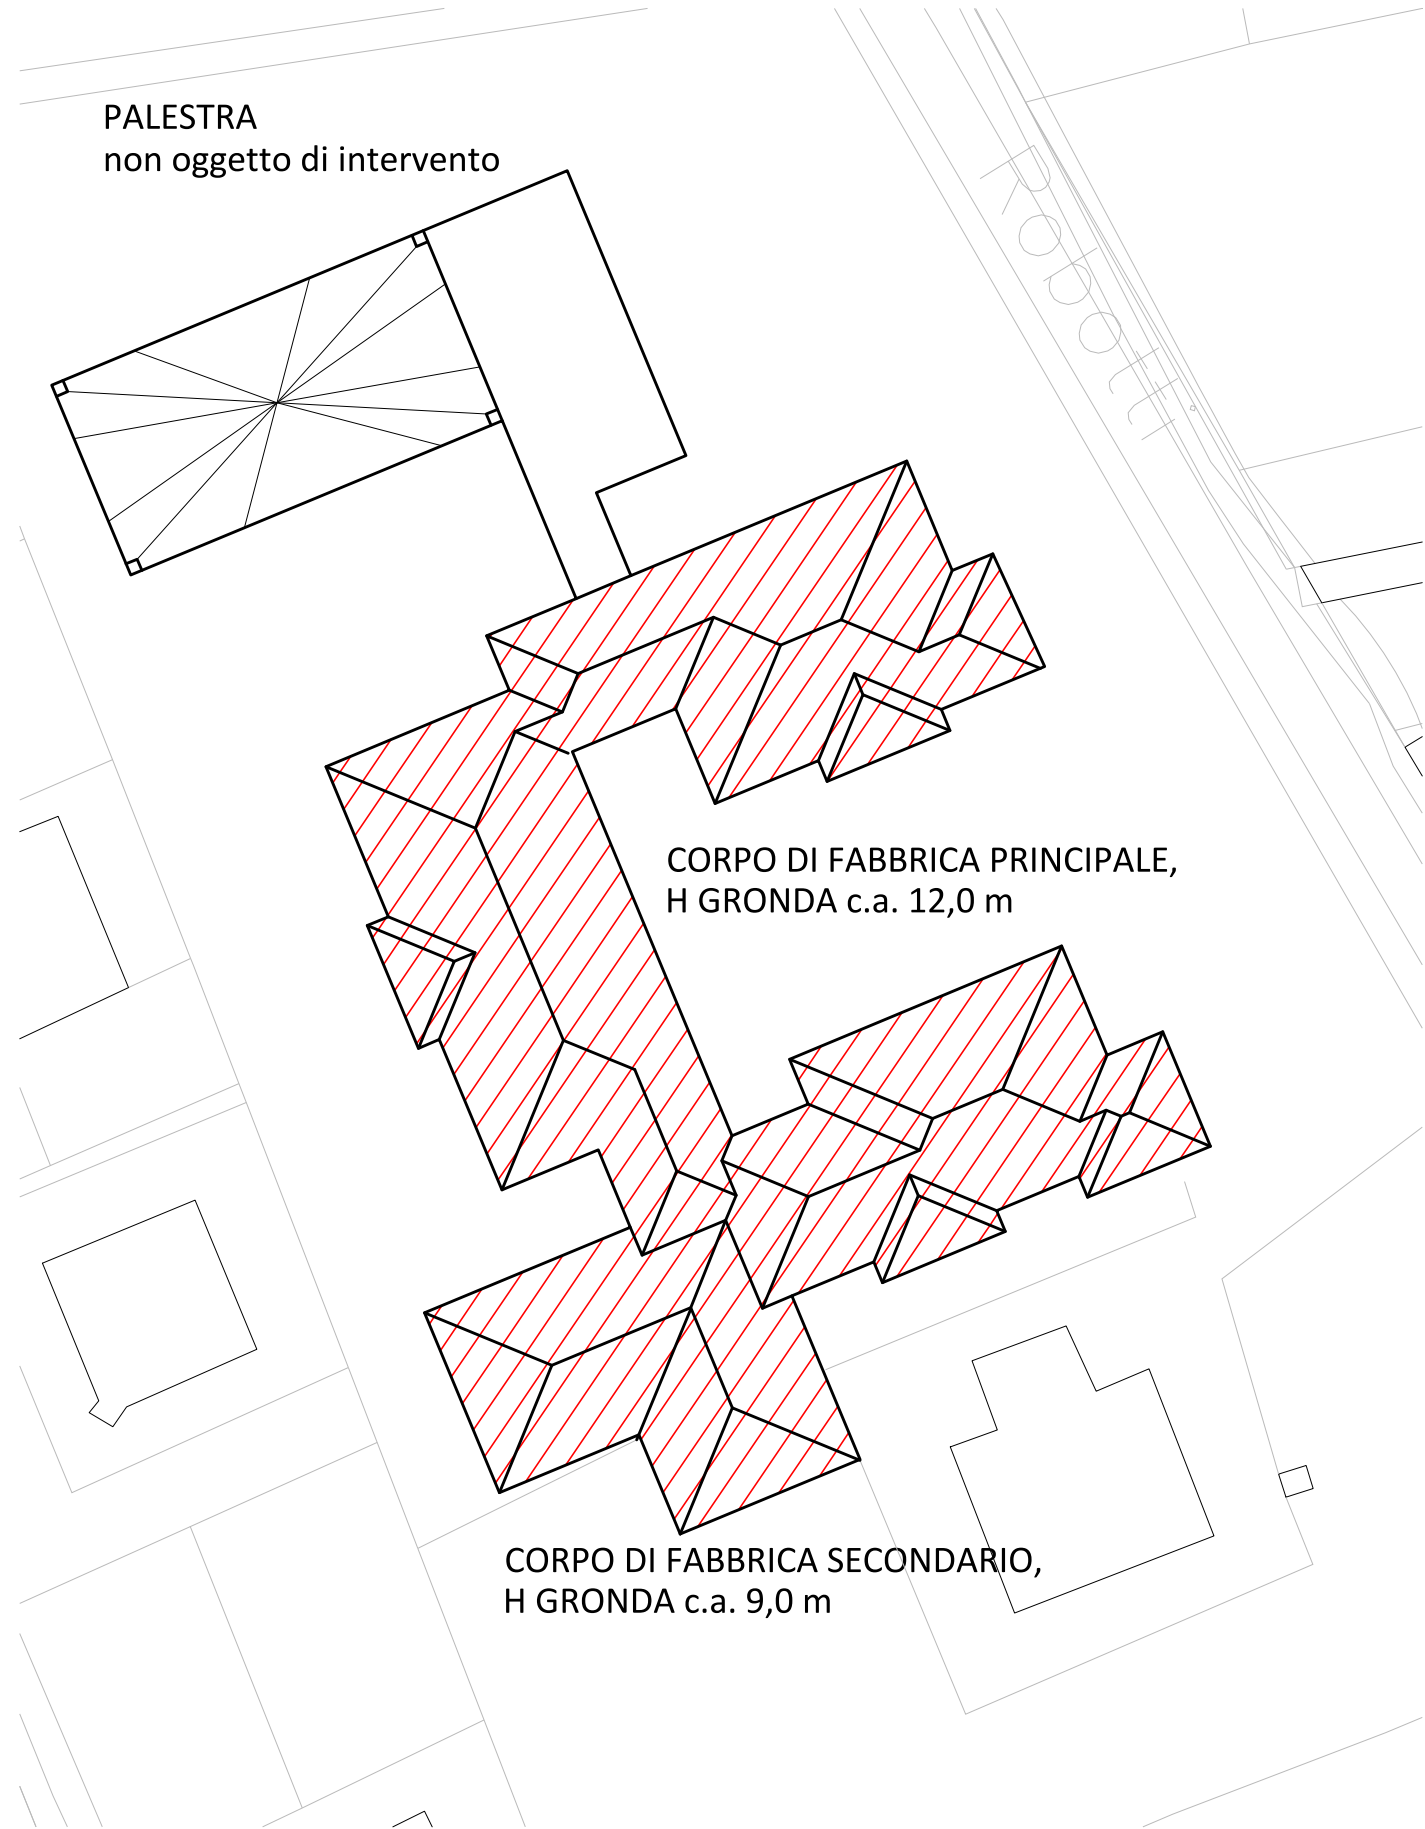 PALESTRA
non oggetto di intervento
CORPO DI FABBRICA PRINCIPALE,
H GRONDA c.a. 12,0 m
CORPO DI FABBRICA SECONDARIO,
H GRONDA c.a. 9,0 m